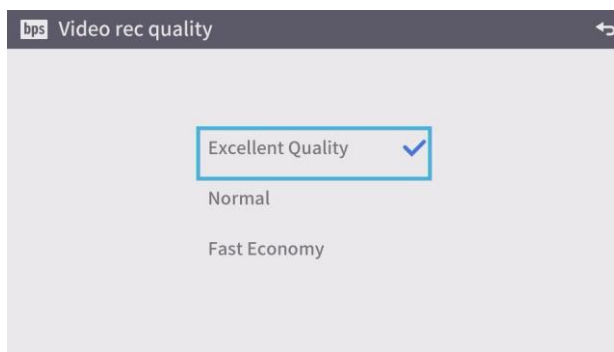 bps Video rec quality
Excellent Quality
Normal
Fast Economy